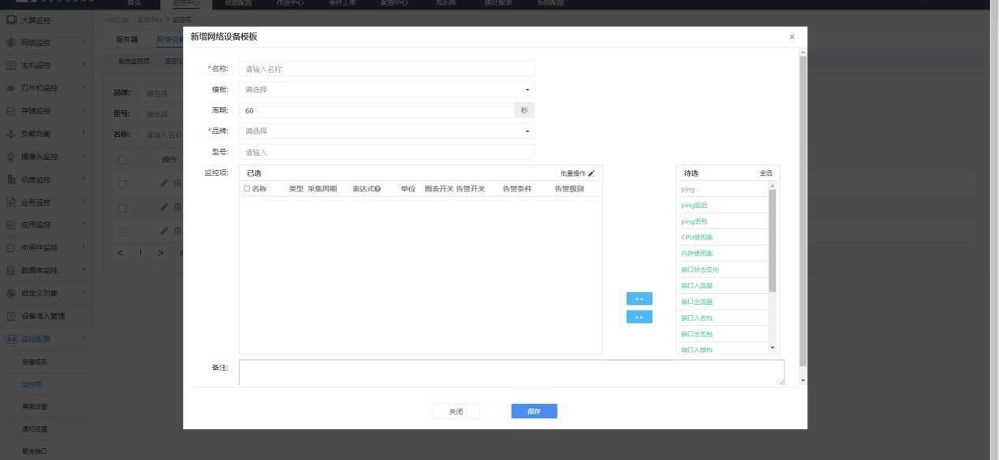 首页 监控中心 资源配置 作业中心 事件工单 配置中心 知识库 统计报表 系统配置
当前位置: 监控中心 > 监控项
大屏监控
网络监控
主机监控
刀片机监控
存储监控
负载均衡
摄像头监控
机房监控
业务监控
应用监控
中间件监控
数据库监控
自定义对象
设备准入管理
监控配置
告警级别
监控项
屏蔽设置
通知设置
聚合端口
服务器 网络设备
系统监控项 自定义
品牌: 请选择
型号: 请选择
名称: 请输入名称
操作
< 1 >
新增网络设备模板 ×
*名称: 请输入名称
模板: 请选择
周期: 60 秒
*品牌: 请选择
型号: 请输入
监控项: 已选 批量操作
名称 类型 采集周期 表达式 单位 图表开关 告警开关 告警条件 告警级别
<<
>>
待选 全选
ping
ping延迟
ping丢包
CPU使用率
内存使用率
端口状态变化
端口入流量
端口出流量
端口入丢包
端口出丢包
端口入错包
备注:
关闭 保存